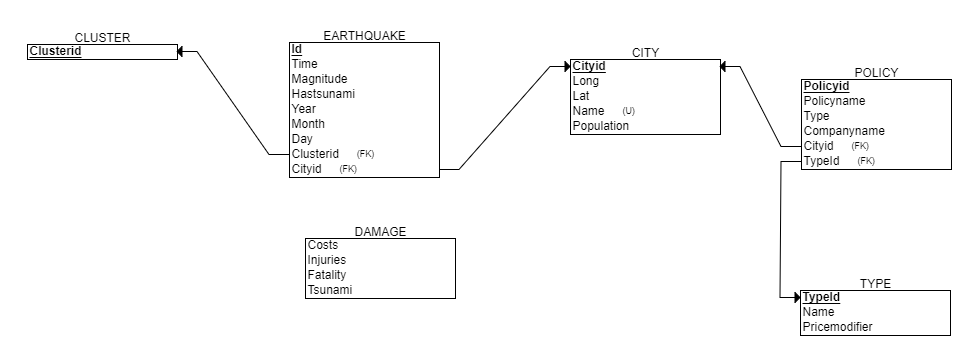 CLUSTER
Clusterid
EARTHQUAKE
Id
Time
Magnitude
Hastsunami
Year
Month
Day
Clusterid (FK)
Cityid (FK)
CITY
Cityid
Long
Lat
Name (U)
Population
POLICY
Policyid
Policyname
Type
Companyname
Cityid (FK)
TypeId (FK)
DAMAGE
Costs
Injuries
Fatality
Tsunami
TYPE
TypeId
Name
Pricemodifier